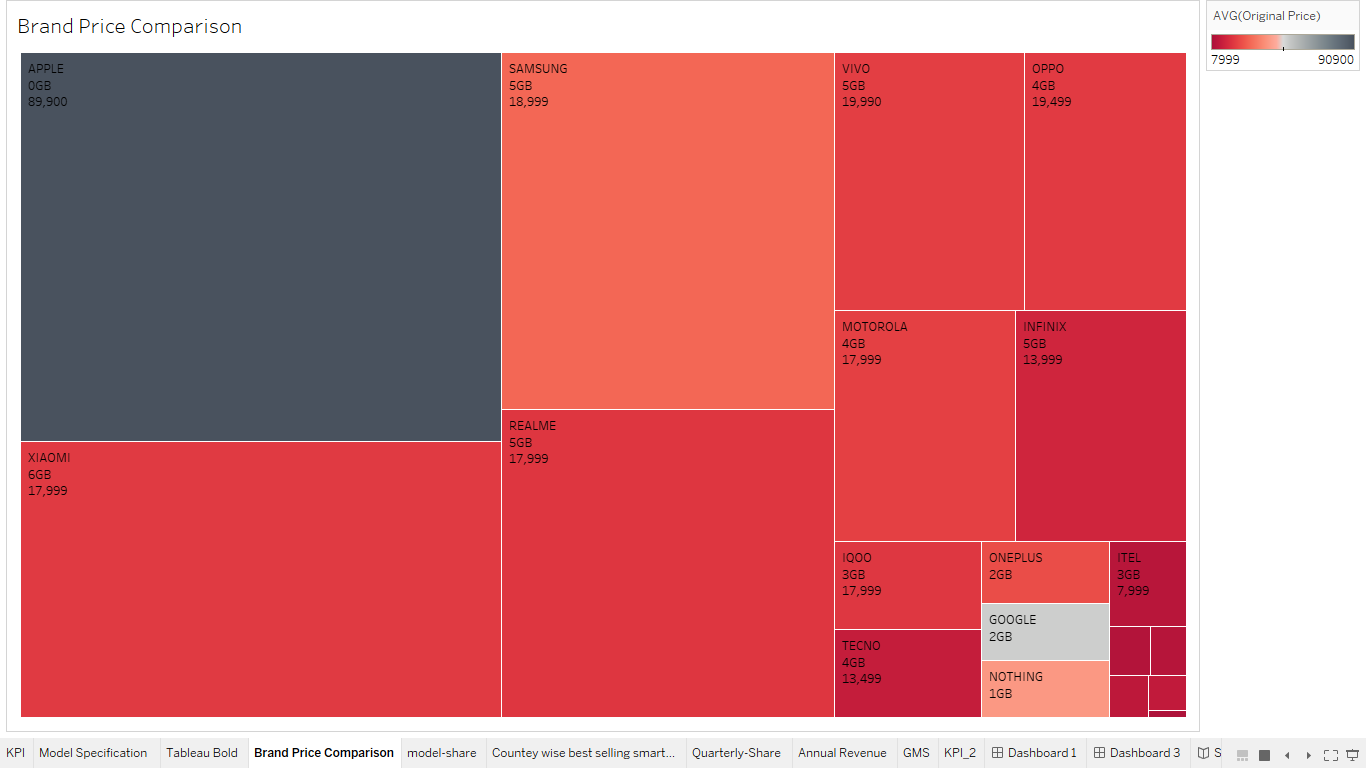 Brand Price Comparison
AVG(Original Price)
7999 90900
APPLE
0GB
89,900
SAMSUNG
5GB
18,999
VIVO
5GB
19,990
OPPO
4GB
19,499
MOTOROLA
4GB
17,999
INFINIX
5GB
13,999
REALME
5GB
17,999
XIAOMI
6GB
17,999
IQOO
3GB
17,999
ONEPLUS
2GB
ITEL
3GB
7,999
GOOGLE
2GB
TECNO
4GB
13,499
NOTHING
1GB
KPI Model Specification Tableau Bold Brand Price Comparison model-share Countey wise best selling smart... Quarterly-Share Annual Revenue GMS KPI_2 Dashboard 1 Dashboard 3 S